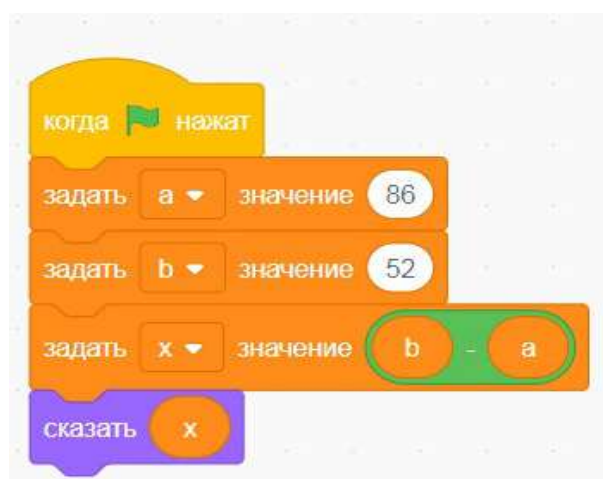 когда нажат
задать a значение 86
задать b значение 52
задать x значение b - a
сказать x